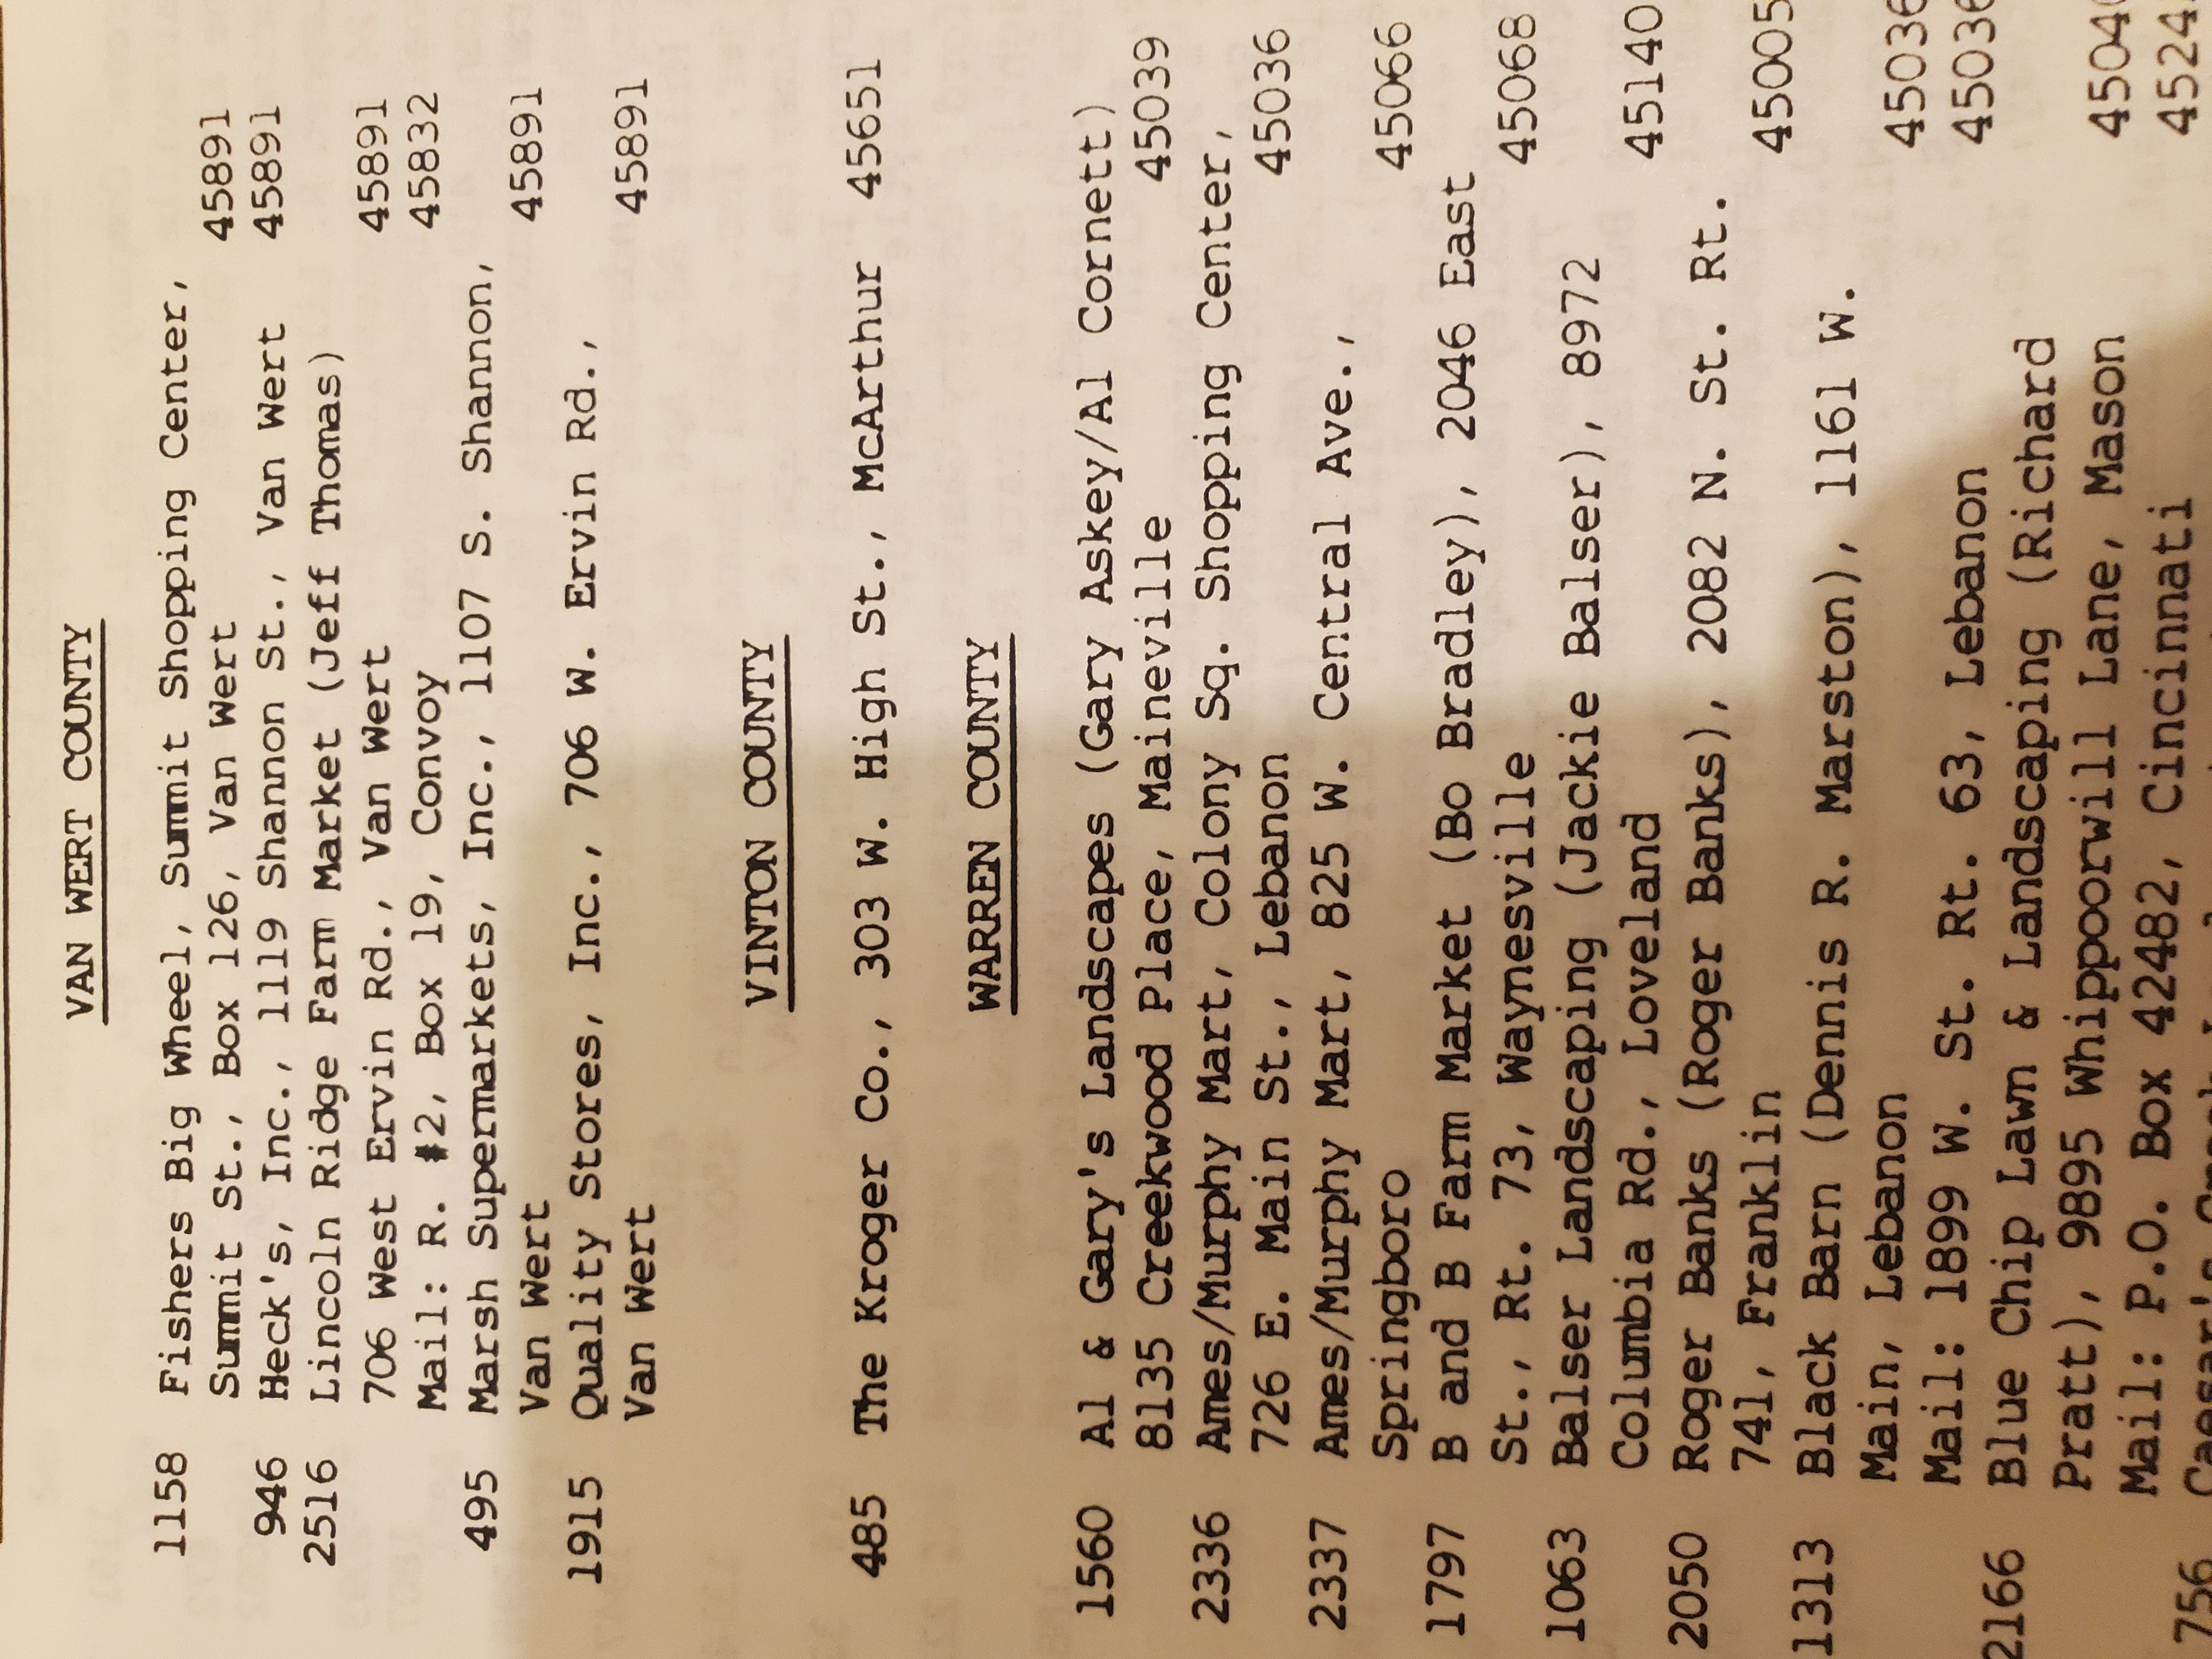 VAN WERT COUNTY
1158 Fishers Big Wheel, Summit Shopping Center,
Summit St., Box 126, Van Wert 45891
946 Heck's, Inc., 1119 Shannon St., Van Wert 45891
2516 Lincoln Ridge Farm Market (Jeff Thomas)
706 West Ervin Rd., Van Wert 45891
Mail: R. #2, Box 19, Convoy 45832
495 Marsh Supermarkets, Inc., 1107 S. Shannon,
Van Wert 45891
1915 Quality Stores, Inc., 706 W. Ervin Rd.,
Van Wert 45891
VINTON COUNTY
485 The Kroger Co., 303 W. High St., McArthur 45651
WARREN COUNTY
1560 Al & Gary's Landscapes (Gary Askey/Al Cornett)
8135 Creekwood Place, Maineville 45039
2336 Ames/Murphy Mart, Colony Sq. Shopping Center,
726 E. Main St., Lebanon 45036
2337 Ames/Murphy Mart, 825 W. Central Ave.,
Springboro 45066
1797 B and B Farm Market (Bo Bradley), 2046 East
St., Rt. 73, Waynesville 45068
1063 Balser Landscaping (Jackie Balser), 8972
Columbia Rd., Loveland 45140
2050 Roger Banks (Roger Banks), 2082 N. St. Rt.
741, Franklin 45005
1313 Black Barn (Dennis R. Marston), 1161 W.
Main, Lebanon 45036
Mail: 1899 W. St. Rt. 63, Lebanon 45036
2166 Blue Chip Lawn & Landscaping (Richard
Pratt), 9895 Whippoorwill Lane, Mason 4504
Mail: P.O. Box 42482, Cincinnati 4524
756 Caesar's